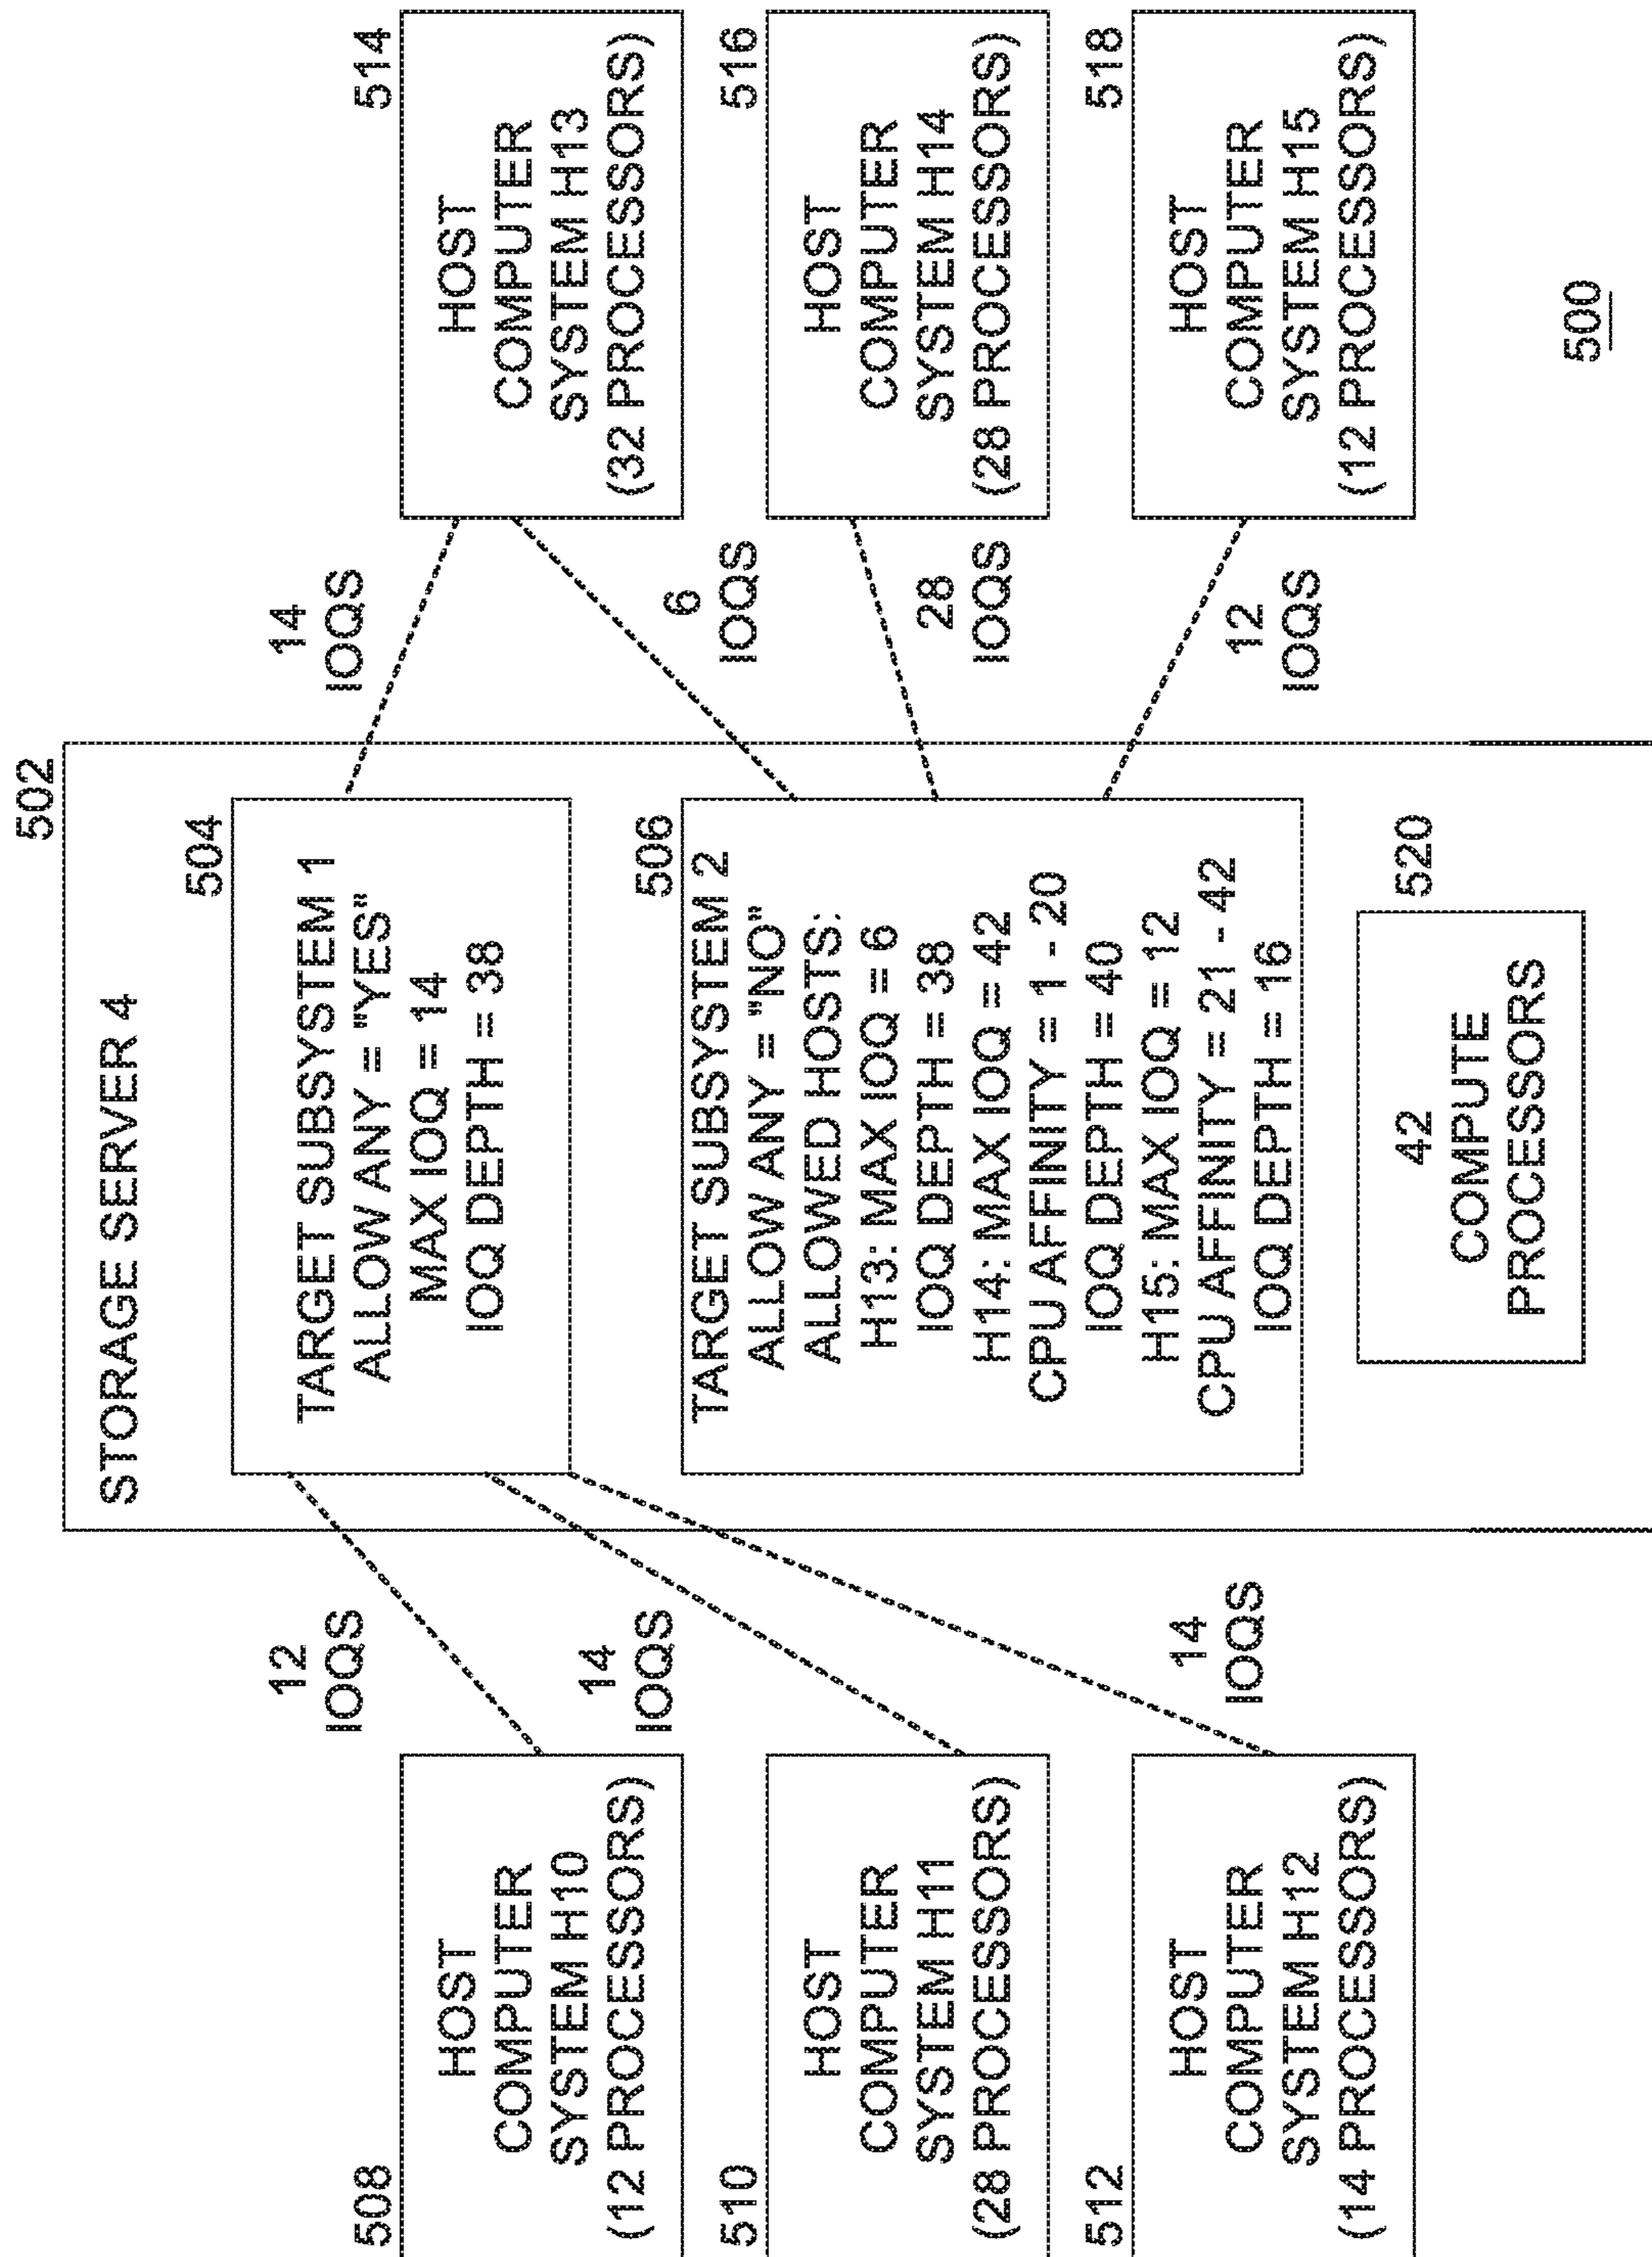 502
STORAGE SERVER 4
504
TARGET SUBSYSTEM 1
ALLOW ANY = "YES"
MAX IOQ = 14
IOQ DEPTH = 38
506
TARGET SUBSYSTEM 2
ALLOW ANY = "NO"
ALLOWED HOSTS:
H13: MAX IOQ = 6
IOQ DEPTH = 38
H14: MAX IOQ = 42
CPU AFFINITY = 1 - 20
IOQ DEPTH = 40
H15: MAX IOQ = 12
CPU AFFINITY = 21 - 42
IOQ DEPTH = 16
520
42
COMPUTE
PROCESSORS
508
HOST
COMPUTER
SYSTEM H10
(12 PROCESSORS)
12
IOQS
510
HOST
COMPUTER
SYSTEM H11
(28 PROCESSORS)
14
IOQS
512
HOST
COMPUTER
SYSTEM H12
(14 PROCESSORS)
14
IOQS
514
HOST
COMPUTER
SYSTEM H13
(32 PROCESSORS)
14
IOQS
6
IOQS
516
HOST
COMPUTER
SYSTEM H14
(28 PROCESSORS)
28
IOQS
518
HOST
COMPUTER
SYSTEM H15
(12 PROCESSORS)
12
IOQS
500